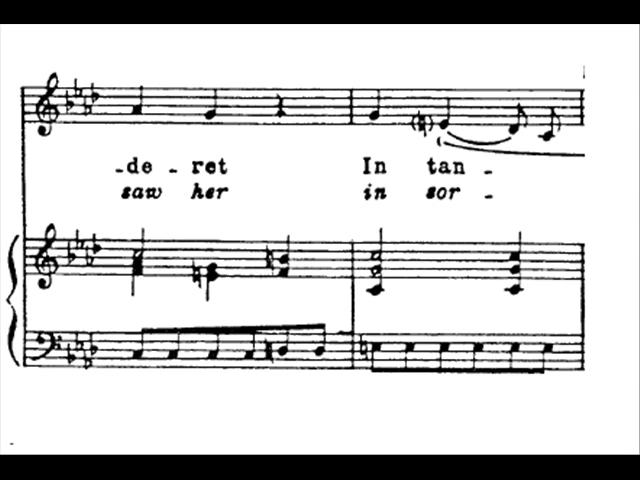 -de - ret In tan -
saw her in sor -